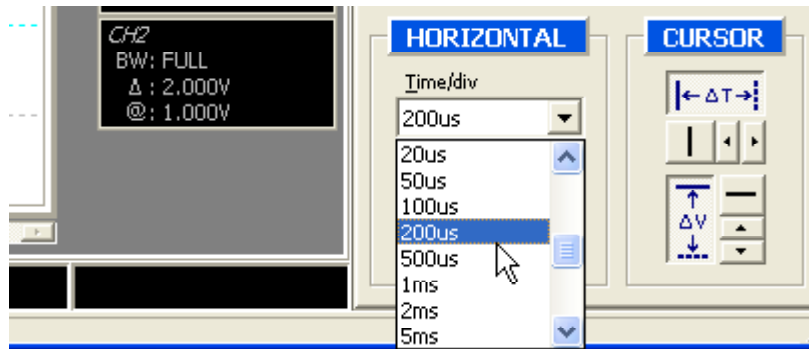 CH2
BW: FULL
Δ : 2.000V
@: 1.000V
HORIZONTAL
Time/div
200us
20us
50us
100us
200us
500us
1ms
2ms
5ms
CURSOR
ΔT
ΔV